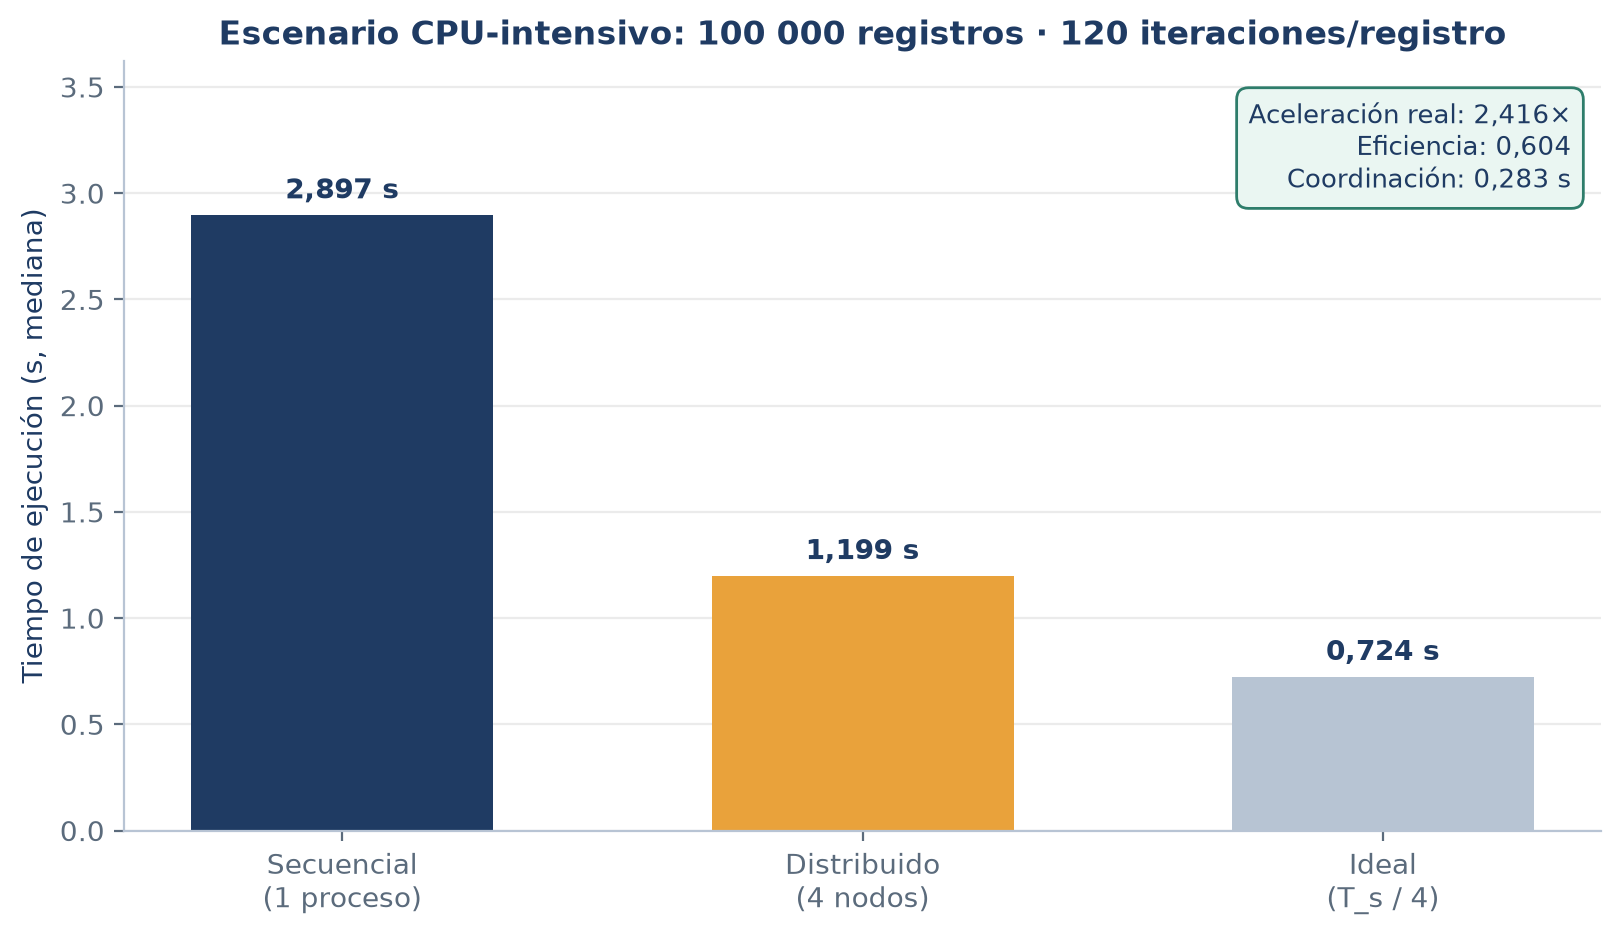 Escenario CPU-intensivo: 100 000 registros · 120 iteraciones/registro
Tiempo de ejecución (s, mediana)
3.5
3.0
2.5
2.0
1.5
1.0
0.5
0.0
Aceleración real: 2,416×
Eficiencia: 0,604
Coordinación: 0,283 s
2,897 s
1,199 s
0,724 s
Secuencial
(1 proceso)
Distribuido
(4 nodos)
Ideal
(T_s / 4)